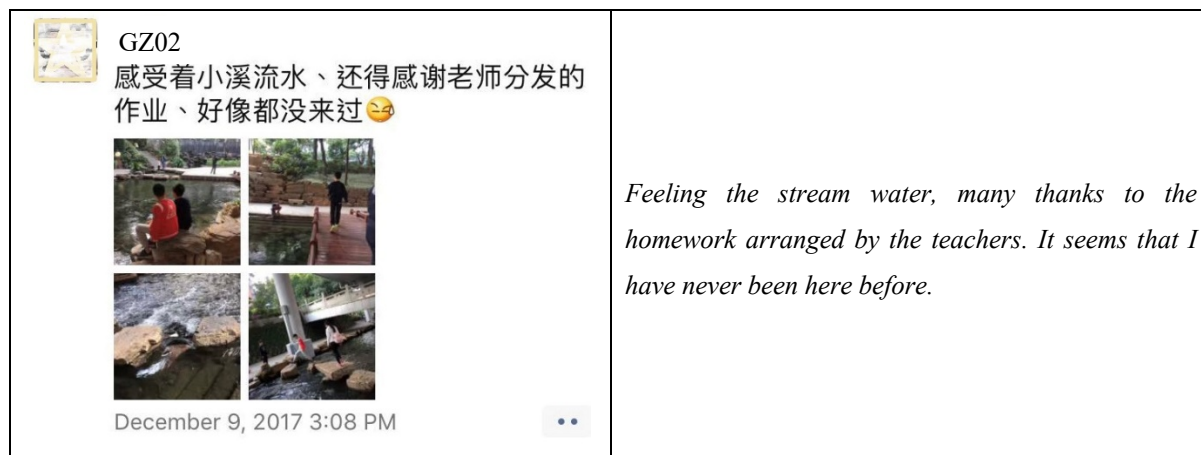 GZ02
感受着小溪流水、还得感谢老师分发的
作业、好像都没来过
December 9, 2017 3:08 PM
Feeling the stream water, many thanks to the
homework arranged by the teachers. It seems that I
have never been here before.